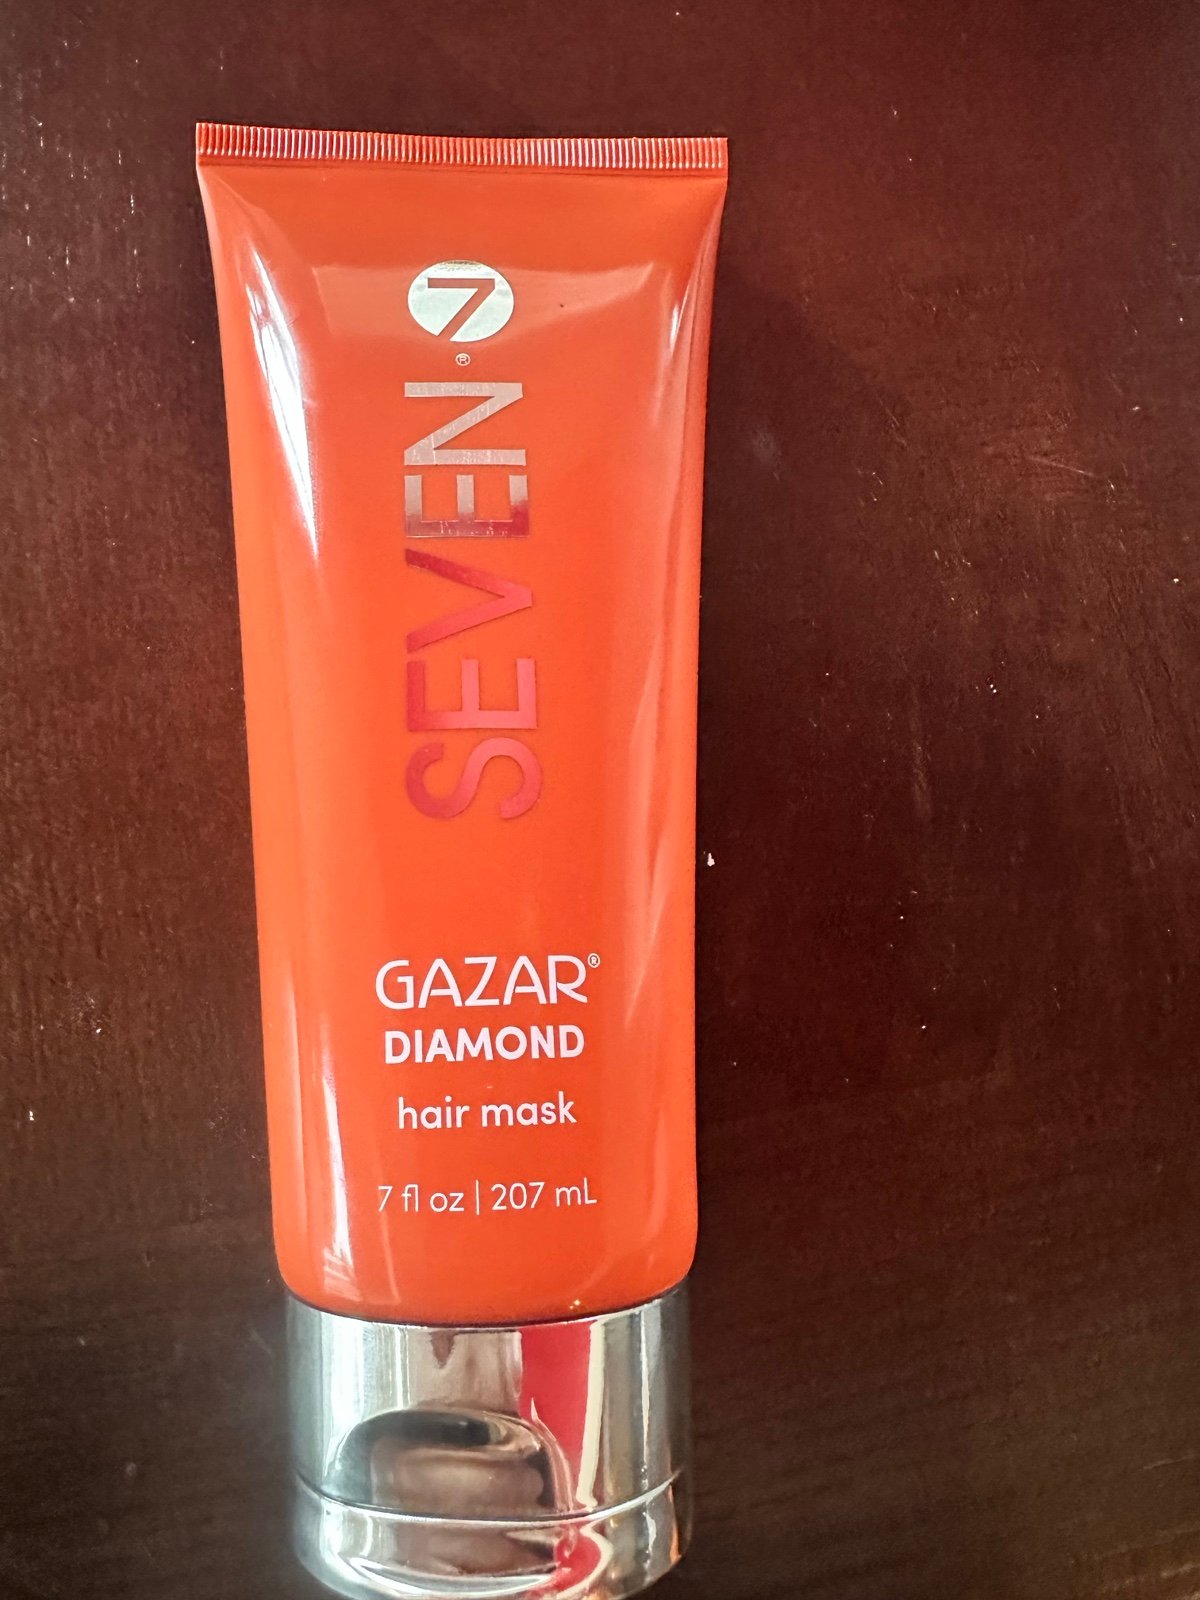 7
SEVEN®
GAZAR®
DIAMOND
hair mask
7 fl oz | 207 mL